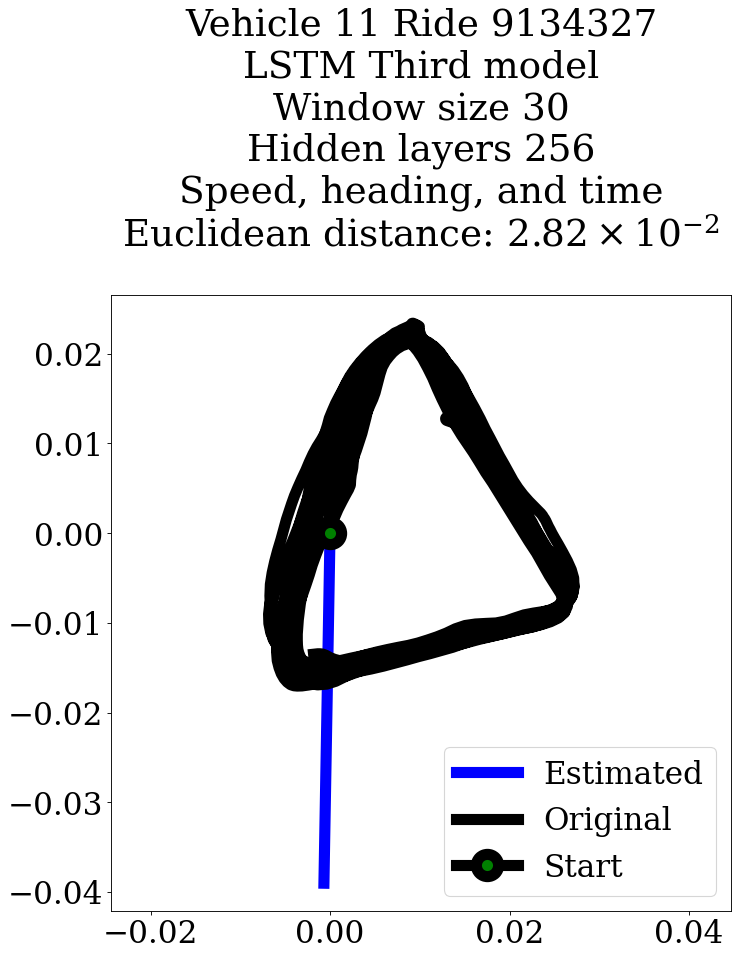 Vehicle 11 Ride 9134327
LSTM Third model
Window size 30
Hidden layers 256
Speed, heading, and time
Euclidean distance: 2.82 × 10⁻²
0.02
0.01
0.00
−0.01
−0.02
−0.03
−0.04
Estimated
Original
Start
−0.02
0.00
0.02
0.04